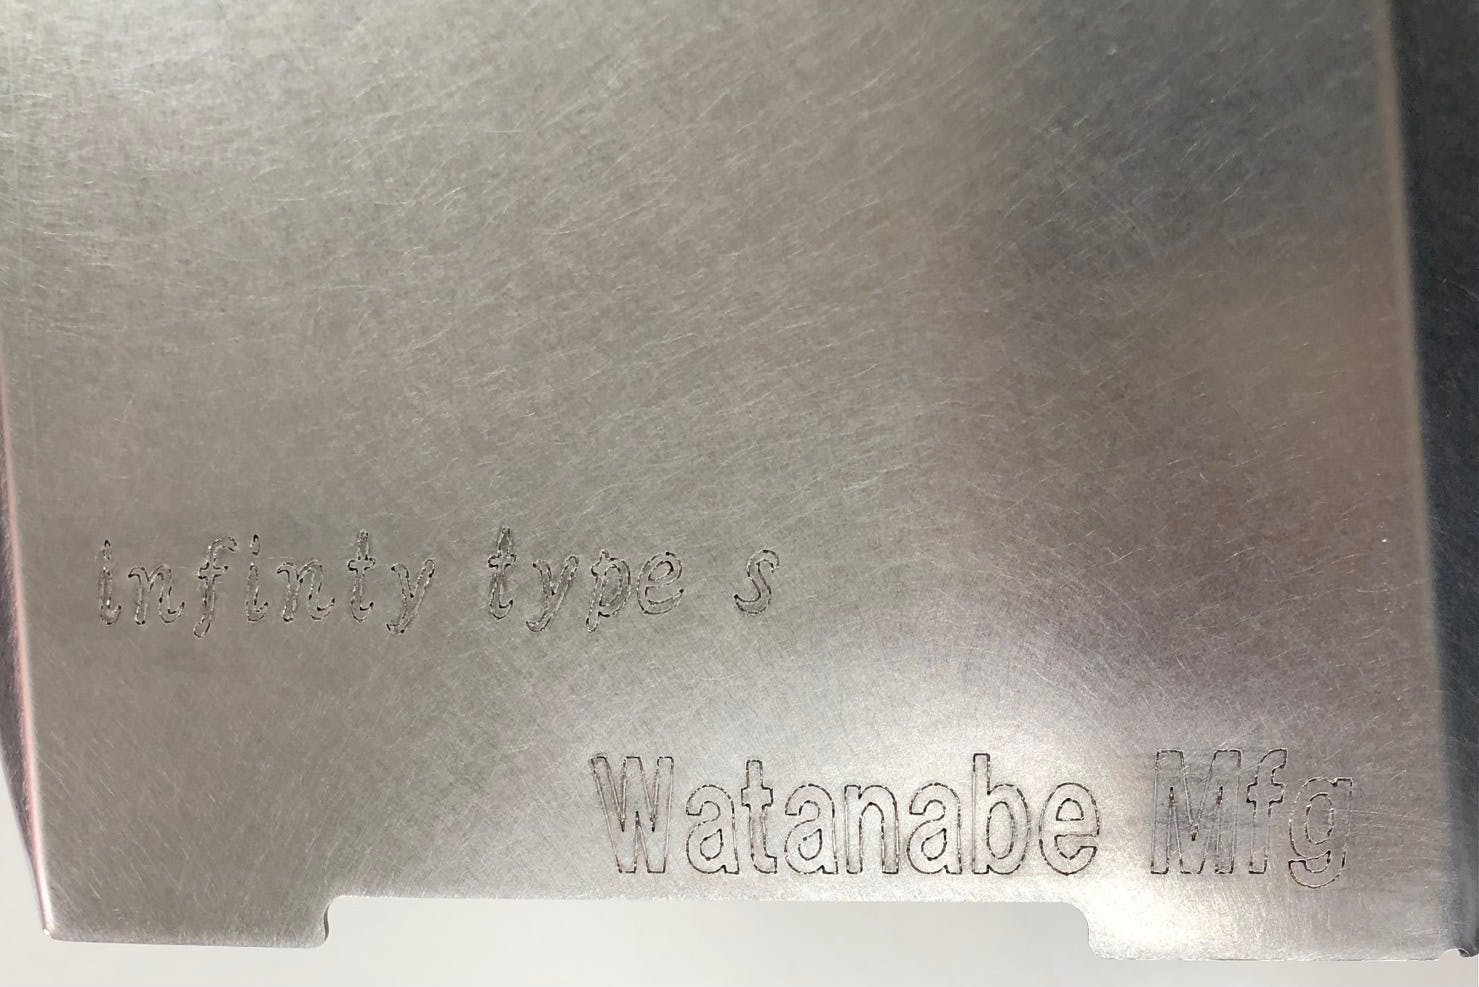 infinty type s
Watanabe Mfg